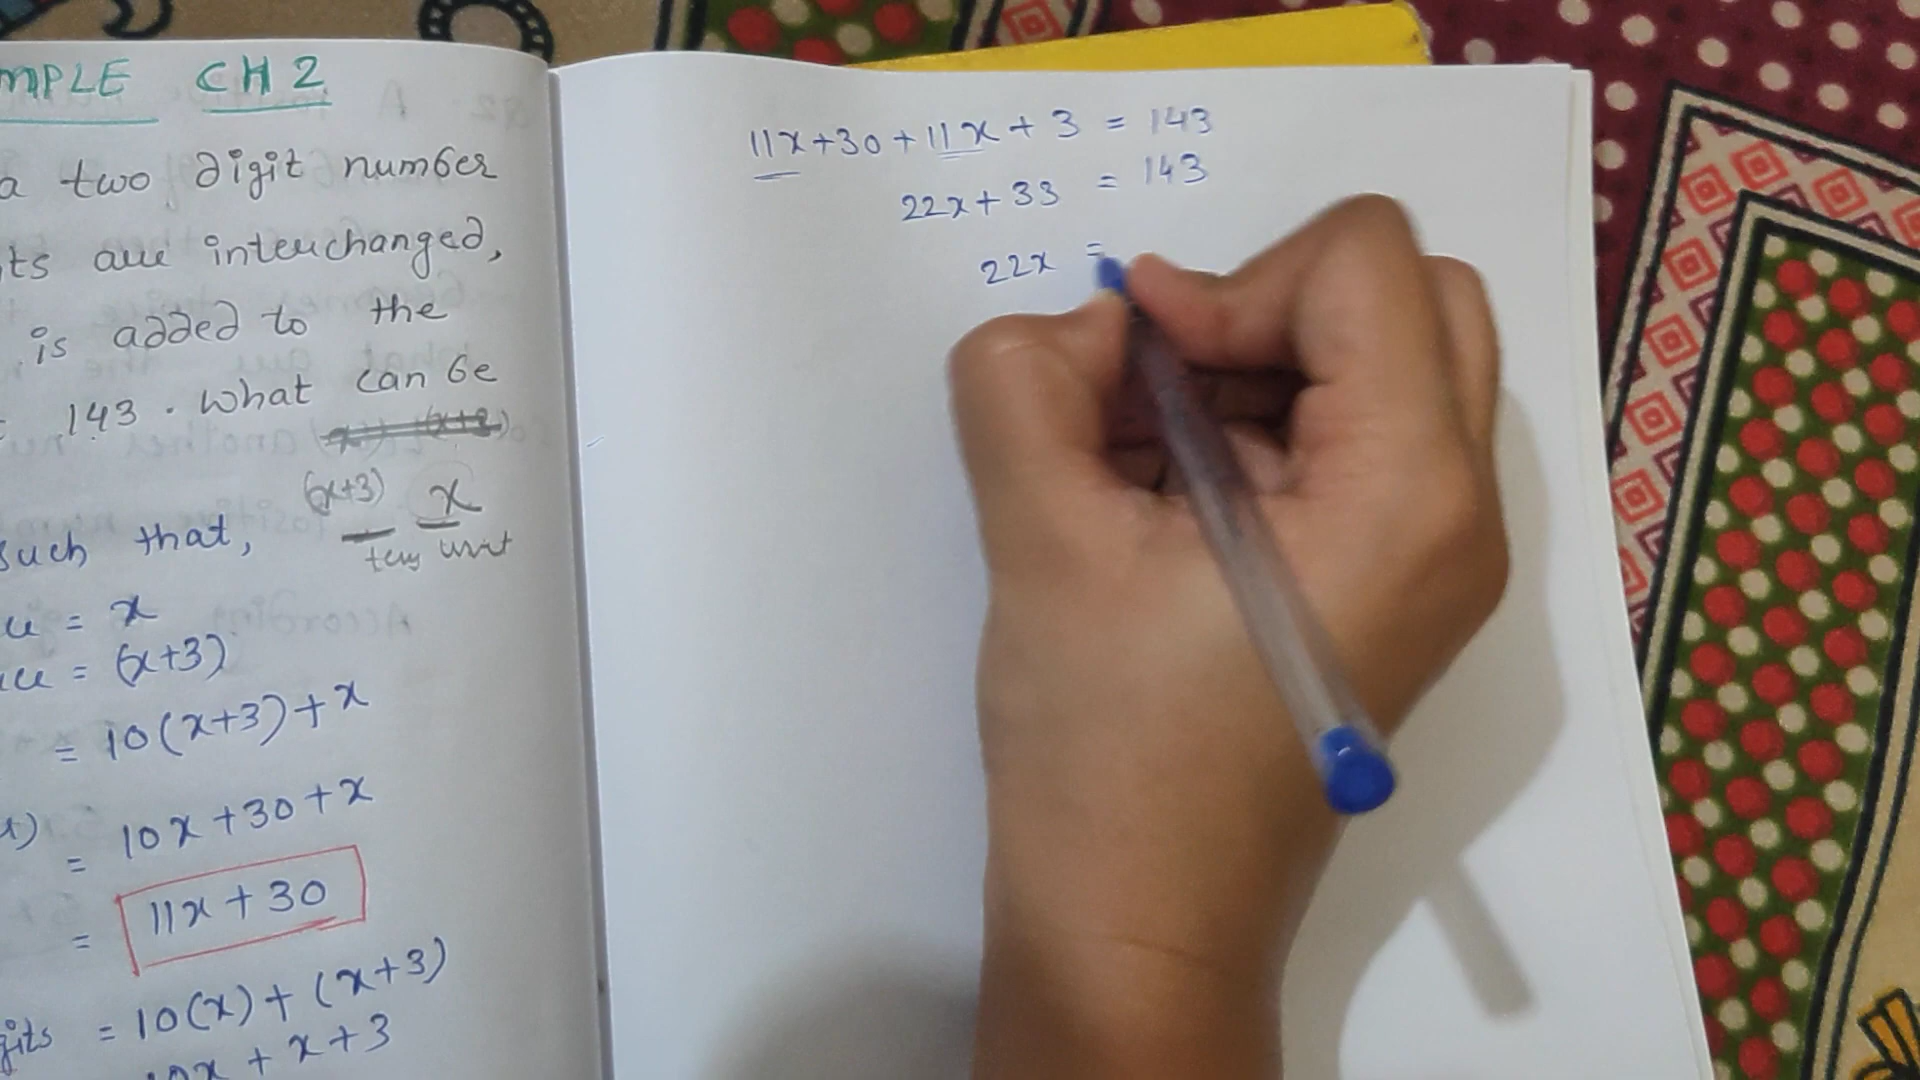 MPLE CH 2
a two digit number
ts are interchanged,
is added to the
143. What can be
(x+3) x
such that,
tens unit
= x
= (x+3)
= 10(x+3)+x
= 10x+30+x
= 11x+30
= 10(x)+(x+3)
10x + x+3
11x+30+11x+3 = 143
22x+33 = 143
22x =